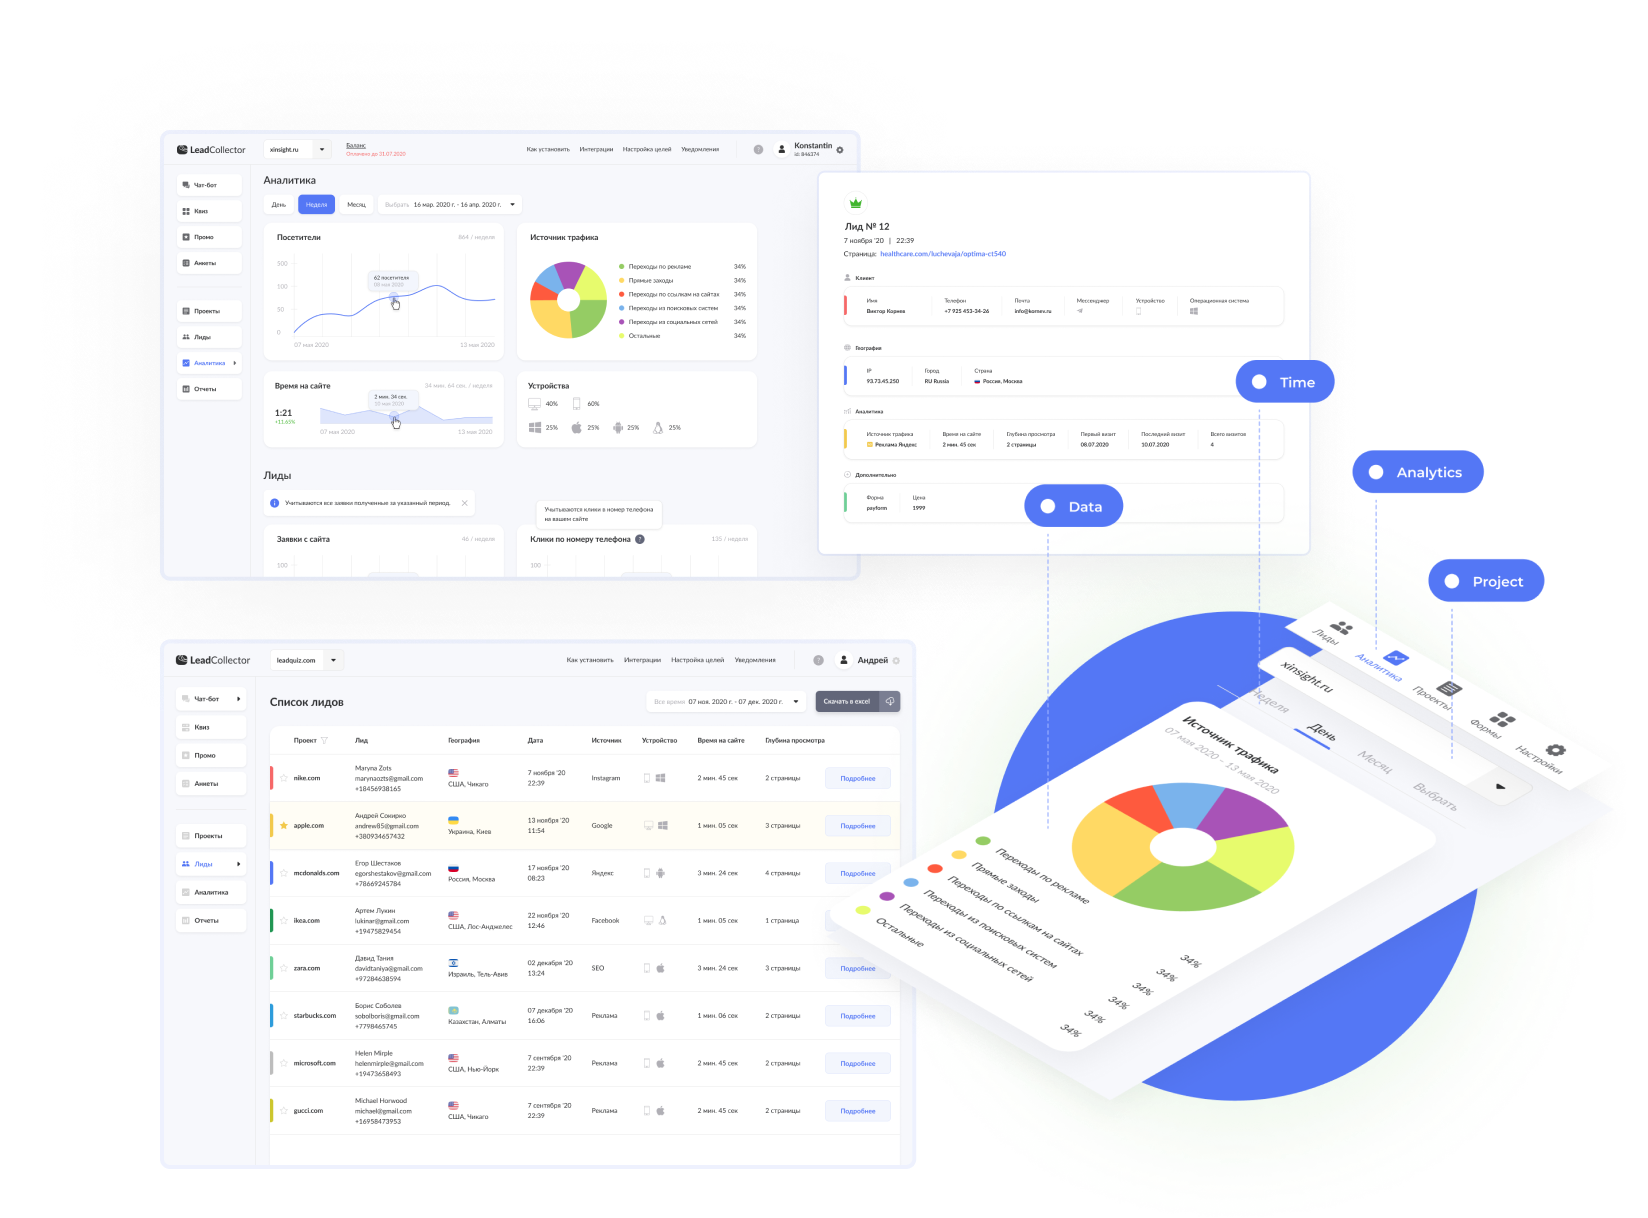 LeadCollector
xinsight.ru
Баланс
Оплачено до 31.07.2020
Как установить
Интеграции
Настройка целей
Уведомления
?
Konstantin
id: 846374
Чат-бот
Квиз
Промо
Анкеты
Проекты
Лиды
Аналитика
Отчеты
Аналитика
День
Неделя
Месяц
Выбрать 16 мар. 2020 г. - 16 апр. 2020 г.
Посетители
864 / неделя
300
100
50
0
62 посетителя
08 мая 2020
07 мая 2020
13 мая 2020
Источник трафика
Переходы по рекламе 34%
Прямые заходы 34%
Переходы по ссылкам на сайтах 34%
Переходы из поисковых систем 34%
Переходы из социальных сетей 34%
Остальные 34%
Время на сайте
34 мин. 64 сек. / неделя
1:21
+11,65%
2 мин. 34 сек.
10 мая 2020
07 мая 2020
13 мая 2020
Устройства
40% 60%
25% 25% 25% 25%
Лиды
Учитываются все заявки полученные за указанный период.
Учытываются клики в номер телефона
на вашем сайте
Заявки с сайта
46 / неделя
100
Клики по номеру телефона ?
135 / неделя
100
Лид № 12
7 ноября '20 | 22:39
Страница: healthcare.com/luchevaja/optima-ct540
Клиент
Имя Телефон Почта Мессенджер Устройство Операционная система
Виктор Корнев +7 925 453-34-26 info@kornev.ru
География
IP Город Страна
93.73.45.250 RU Russia Россия, Москва
Аналитика
Источник трафика Время на сайте Глубина просмотра Первый визит Последний визит Всего визитов
Реклама Яндекс 2 мин. 45 сек 2 страницы 08.07.2020 10.07.2020 4
Дополнительно
Форма Цена
payform 1999
Time
Analytics
Data
Project
LeadCollector
leadquiz.com
Как установить
Интеграции
Настройка целей
Уведомления
?
Андрей
Чат-бот
Квиз
Промо
Анкеты
Проекты
Лиды
Аналитика
Отчеты
Список лидов
Все время 07 ноя. 2020 г. - 07 дек. 2020 г.
Скачать в excel
Проект Лид География Дата Источник Устройство Время на сайте Глубина просмотра
nike.com
Maryna Zots
marynaozts@gmail.com
+18456938165
США, Чикаго
7 ноября '20
22:39
Instagram
2 мин. 45 сек
2 страницы
Подробнее
apple.com
Андрей Сокирко
andrew85@gmail.com
+380934657432
Украина, Киев
13 ноября '20
11:54
Google
1 мин. 05 сек
3 страницы
Подробнее
mcdonalds.com
Егор Шестаков
egorshestakov@gmail.com
+78669245784
Россия, Москва
17 ноября '20
08:23
Яндекс
3 мин. 24 сек
4 страницы
Подробнее
ikea.com
Артем Лукин
lukinar@gmail.com
+19475829454
США, Лос-Анджелес
22 ноября '20
12:46
Facebook
1 мин. 05 сек
1 страница
zara.com
Давид Тания
davidtaniya@gmail.com
+97284638594
Израиль, Тель-Авив
02 декабря '20
13:24
SEO
3 мин. 24 сек
3 страницы
Подробнее
starbucks.com
Борис Соболев
sobolboris@gmail.com
+7798465745
Казахстан, Алматы
07 декабря '20
16:06
Реклама
1 мин. 06 сек
2 страницы
Подробнее
microsoft.com
Helen Mirple
helenmirple@gmail.com
+19473658493
США, Нью-Йорк
7 сентября '20
22:39
Реклама
2 мин. 45 сек
2 страницы
Подробнее
gucci.com
Michael Horwood
michael@gmail.com
+16958473953
США, Чикаго
7 сентября '20
22:39
Реклама
2 мин. 45 сек
2 страницы
Подробнее
Лиды
Аналитика
Проекты
Формы
Настройки
xinsight.ru
Неделя
День
Месяц
Выбрать
Источник трафика
07 мая 2020 - 13 мая 2020
Переходы по рекламе
Прямые заходы
Переходы по ссылкам на сайтах
Переходы из поисковых систем
Переходы из социальных сетей
Остальные
34%
34%
34%
34%
34%
34%